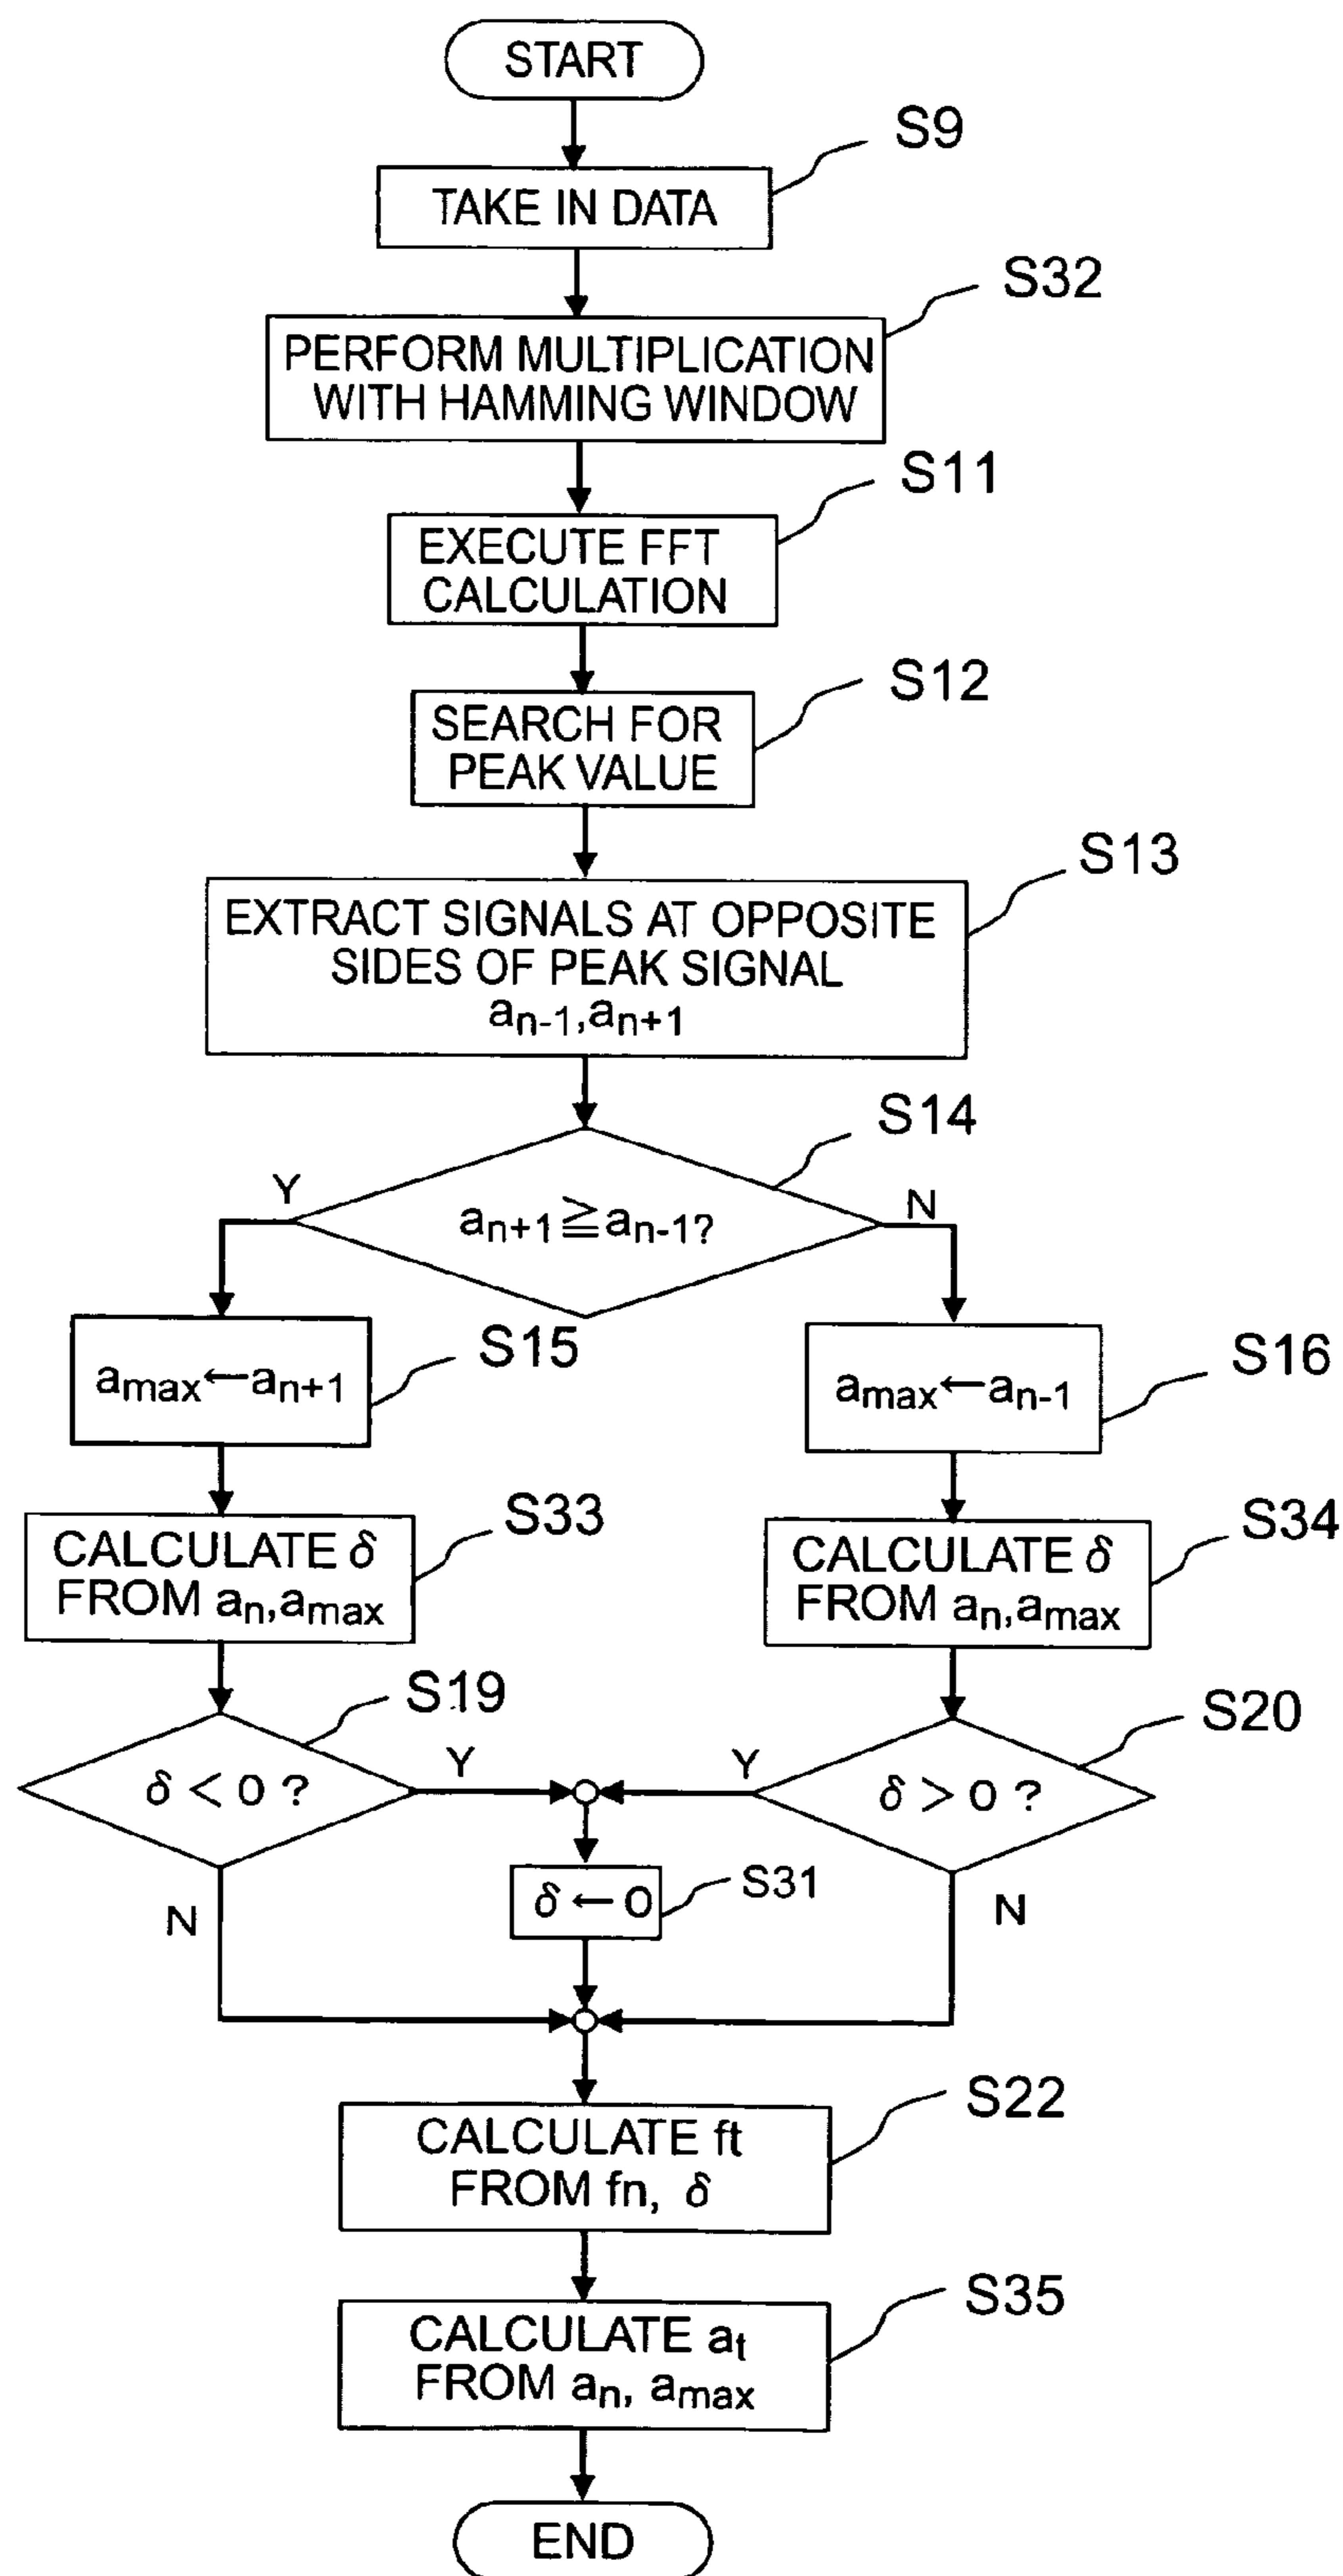 START
S9
TAKE IN DATA
S32
PERFORM MULTIPLICATION
WITH HAMMING WINDOW
S11
EXECUTE FFT
CALCULATION
S12
SEARCH FOR
PEAK VALUE
S13
EXTRACT SIGNALS AT OPPOSITE
SIDES OF PEAK SIGNAL
aₙ₋₁,aₙ₊₁
S14
Y
aₙ₊₁≧aₙ₋₁?
N
S15
aₘₐₓ←aₙ₊₁
S16
aₘₐₓ←aₙ₋₁
S33
CALCULATE δ
FROM aₙ,aₘₐₓ
S34
CALCULATE δ
FROM aₙ,aₘₐₓ
S19
δ < 0 ?
Y
S20
Y
δ > 0 ?
S31
δ ← 0
N
N
S22
CALCULATE ft
FROM fn, δ
S35
CALCULATE aₜ
FROM aₙ, aₘₐₓ
END